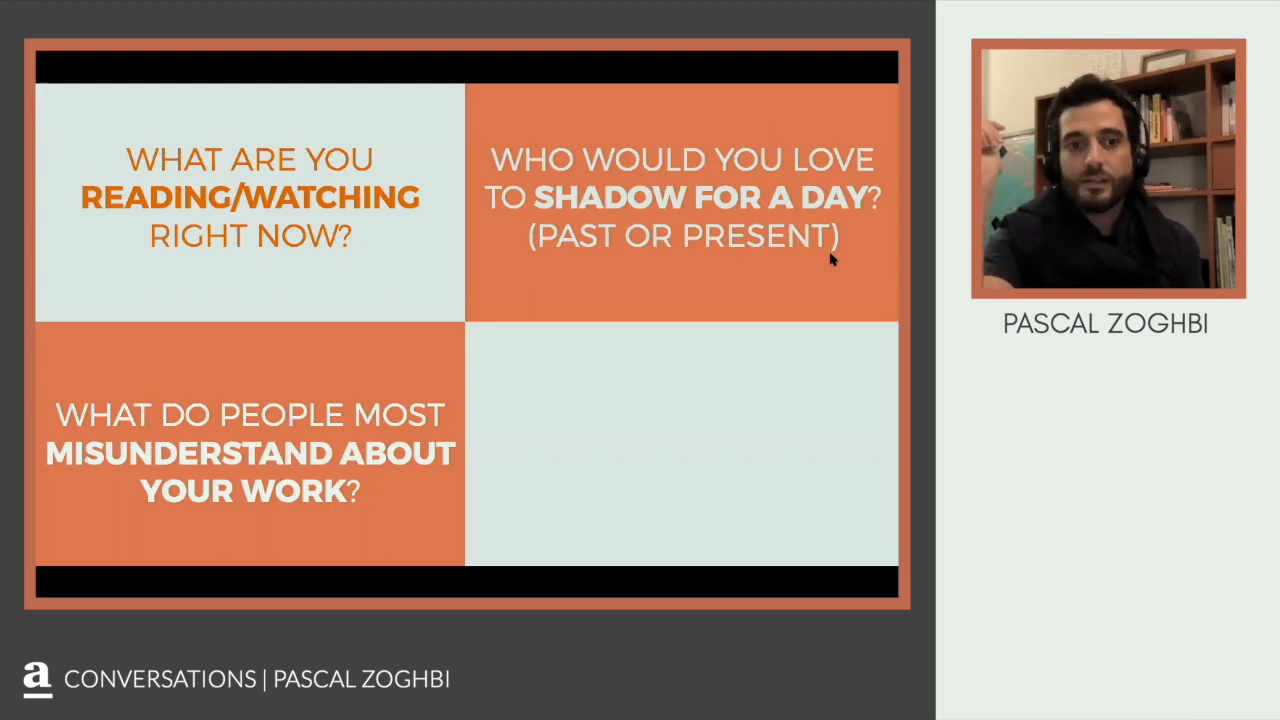 WHAT ARE YOU
READING/WATCHING
RIGHT NOW?
WHO WOULD YOU LOVE
TO SHADOW FOR A DAY?
(PAST OR PRESENT)
WHAT DO PEOPLE MOST
MISUNDERSTAND ABOUT
YOUR WORK?
PASCAL ZOGHBI
a CONVERSATIONS | PASCAL ZOGHBI